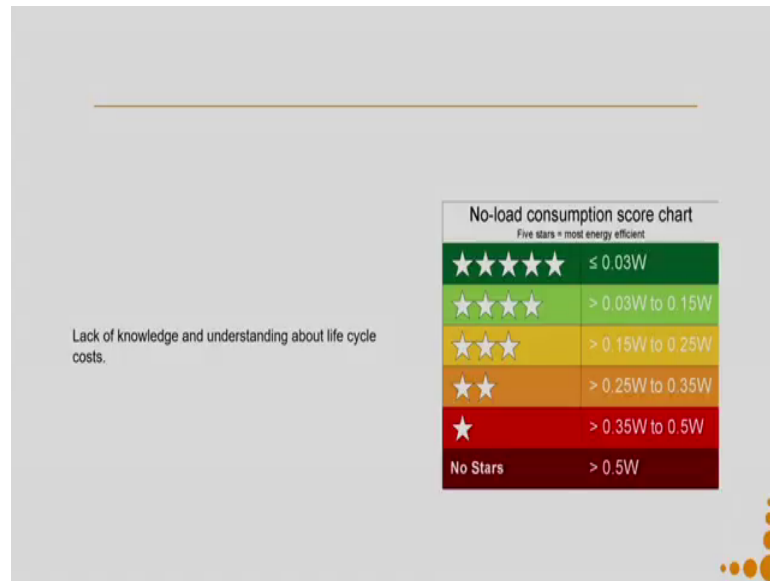 Lack of knowledge and understanding about life cycle
costs.
No-load consumption score chart
Five stars = most energy efficient
≤ 0.03W
> 0.03W to 0.15W
> 0.15W to 0.25W
> 0.25W to 0.35W
> 0.35W to 0.5W
No Stars > 0.5W